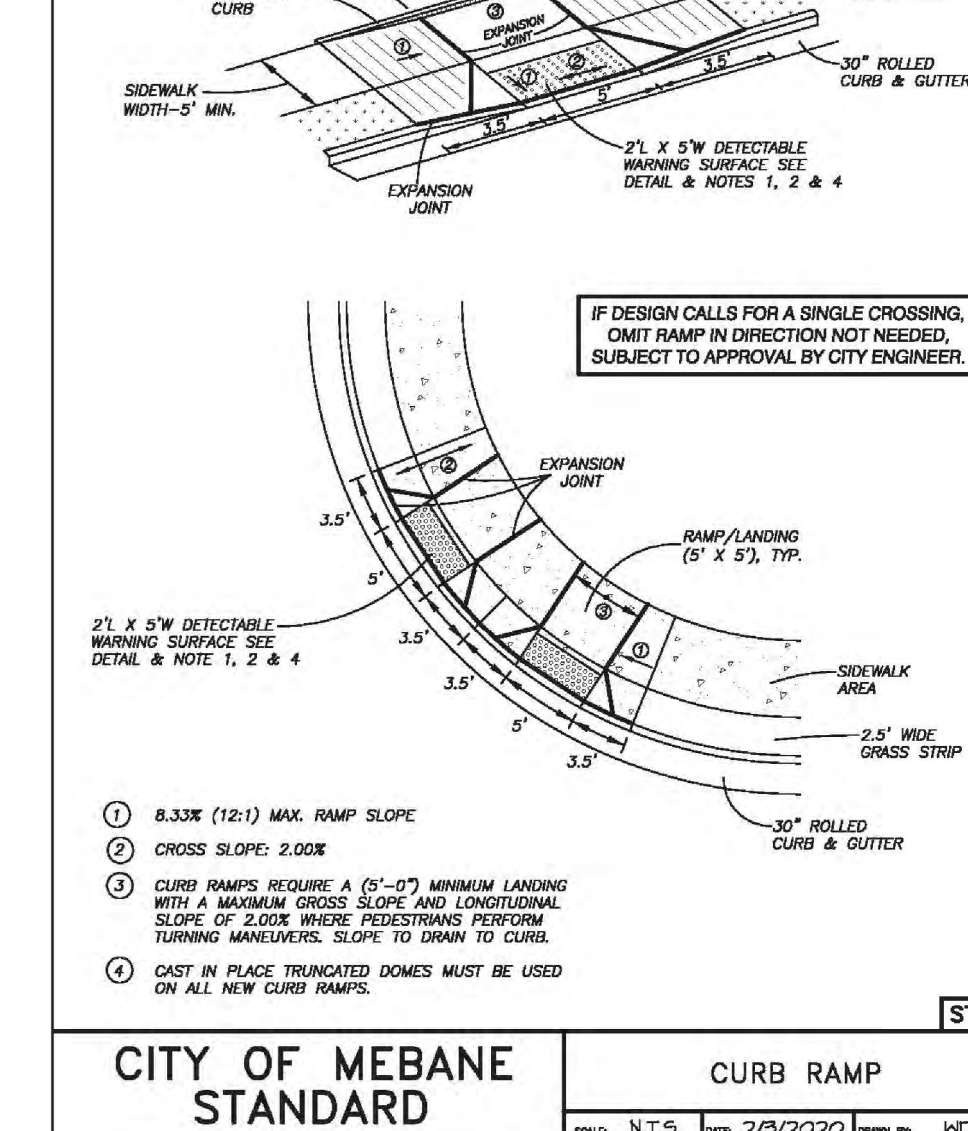 CURB
SIDEWALK
WIDTH-5' MIN.
①
③
EXPANSION
JOINT
①
②
3.5'
5'
3.5'
30" ROLLED
CURB & GUTTER
2'L X 5'W DETECTABLE
WARNING SURFACE SEE
DETAIL & NOTES 1, 2 & 4
EXPANSION
JOINT
IF DESIGN CALLS FOR A SINGLE CROSSING,
OMIT RAMP IN DIRECTION NOT NEEDED,
SUBJECT TO APPROVAL BY CITY ENGINEER.
②
EXPANSION
JOINT
3.5'
RAMP/LANDING
(5' X 5'), TYP.
5'
③
2'L X 5'W DETECTABLE
WARNING SURFACE SEE
DETAIL & NOTE 1, 2 & 4
3.5'
①
3.5'
SIDEWALK
AREA
5'
2.5' WIDE
GRASS STRIP
3.5'
30" ROLLED
CURB & GUTTER
① 8.33% (12:1) MAX. RAMP SLOPE
② CROSS SLOPE: 2.00%
③ CURB RAMPS REQUIRE A (5'-0") MINIMUM LANDING
WITH A MAXIMUM GROSS SLOPE AND LONGITUDINAL
SLOPE OF 2.00% WHERE PEDESTRIANS PERFORM
TURNING MANEUVERS. SLOPE TO DRAIN TO CURB.
④ CAST IN PLACE TRUNCATED DOMES MUST BE USED
ON ALL NEW CURB RAMPS.
CITY OF MEBANE
STANDARD
CURB RAMP
SCALE: N.T.S. DATE: 2/3/2020 DRAWN BY: